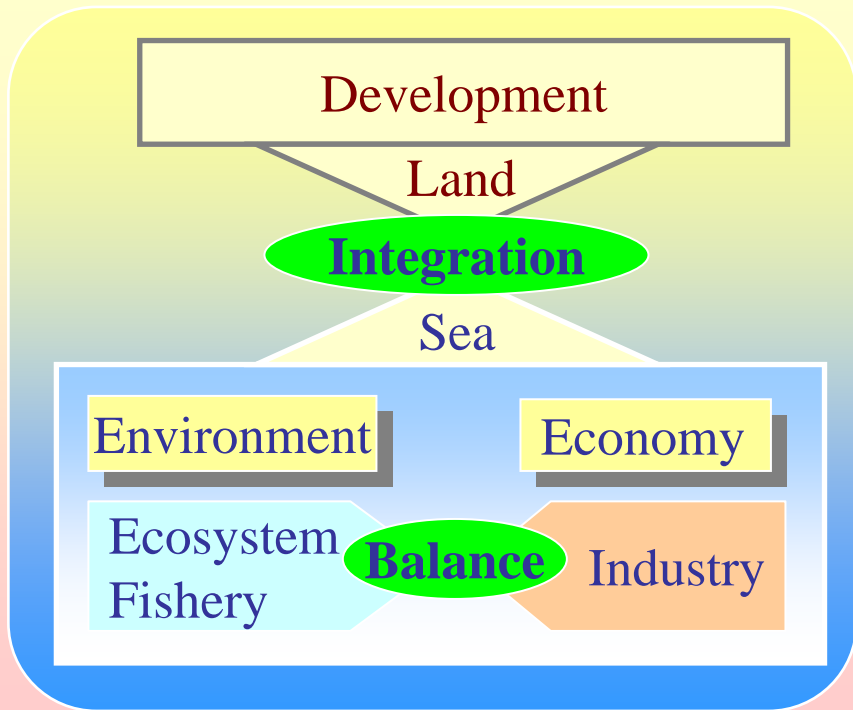 Development
Land
Integration
Sea
Environment
Economy
Ecosystem
Fishery
Balance
Industry